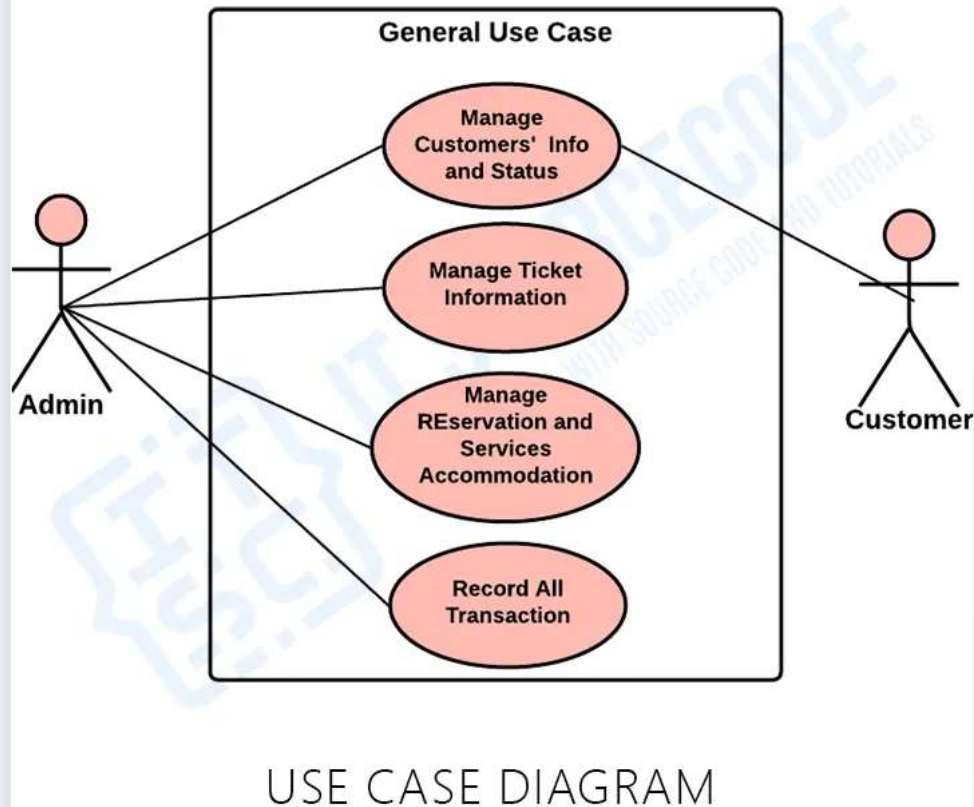 General Use Case
Manage
Customers' Info
and Status
Manage Ticket
Information
Manage
REservation and
Services
Accommodation
Record All
Transaction
Admin
Customer
USE CASE DIAGRAM